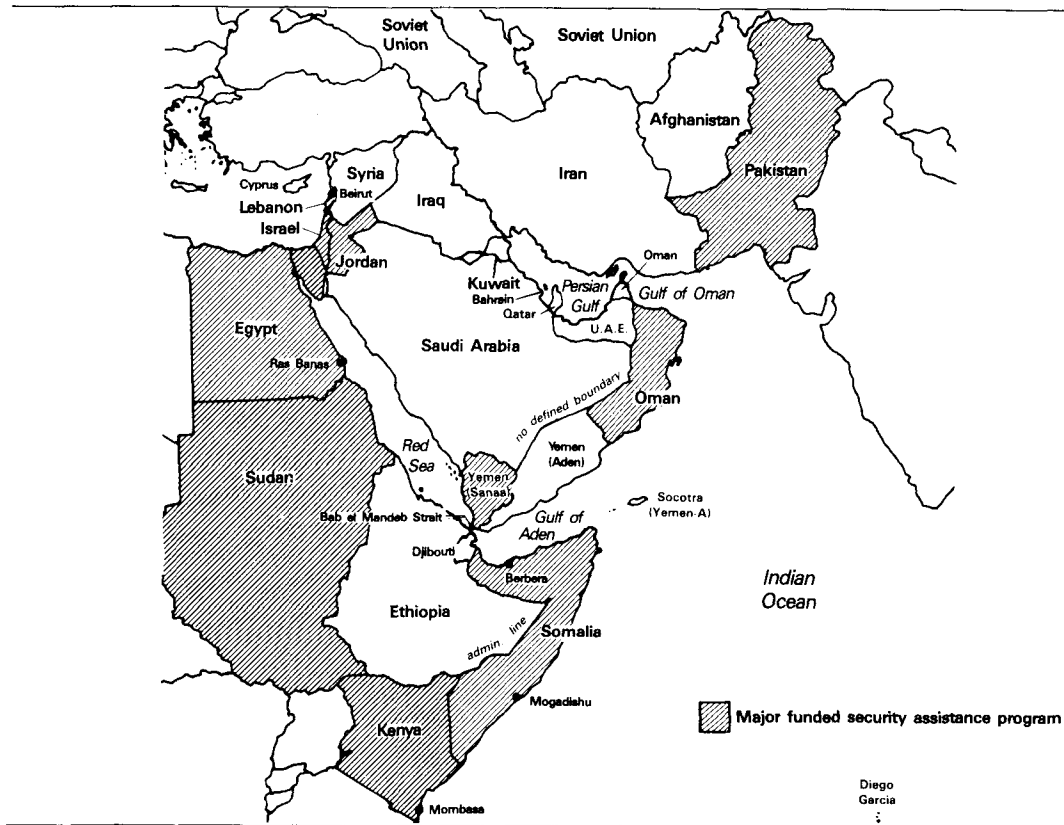 Soviet
Union
Soviet Union
Afghanistan
Pakistan
Cyprus
Syria
Beirut
Lebanon
Israel
Iraq
Iran
Jordan
Kuwait
Bahrain
Qatar
Persian
Gulf
Oman
Gulf of Oman
U.A.E.
Egypt
Ras Banas
Saudi Arabia
Oman
no defined boundary
Red
Sea
Yemen
(Sanaa)
Yemen
(Aden)
Sudan
Bab el Mandeb Strait
Gulf of
Aden
Socotra
(Yemen-A)
Djibouti
Berbera
Ethiopia
Indian
Ocean
Somalia
admin line
Mogadishu
Major funded security assistance program
Kenya
Mombasa
Diego
Garcia